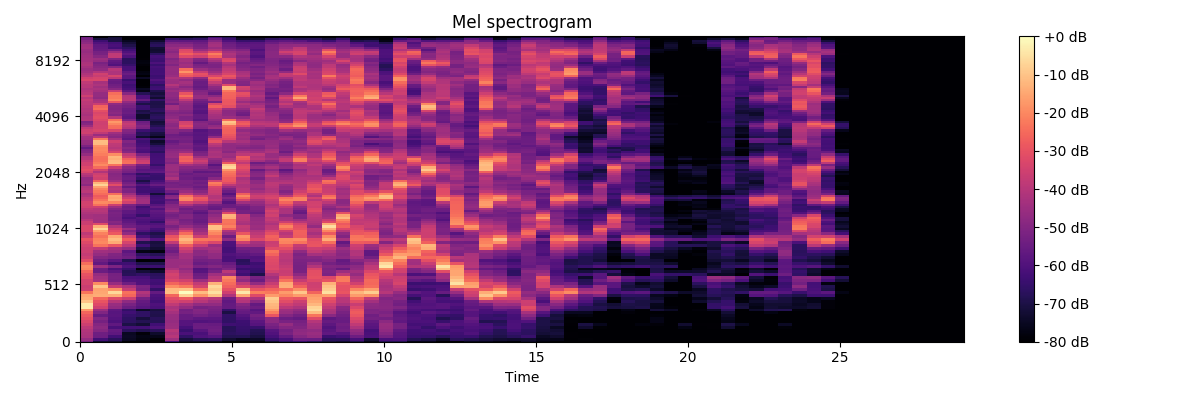 Mel spectrogram
+0 dB
8192
-10 dB
4096
-20 dB
-30 dB
2048
-40 dB
Hz
1024
-50 dB
-60 dB
512
-70 dB
0
-80 dB
0 5 10 15 20 25
Time